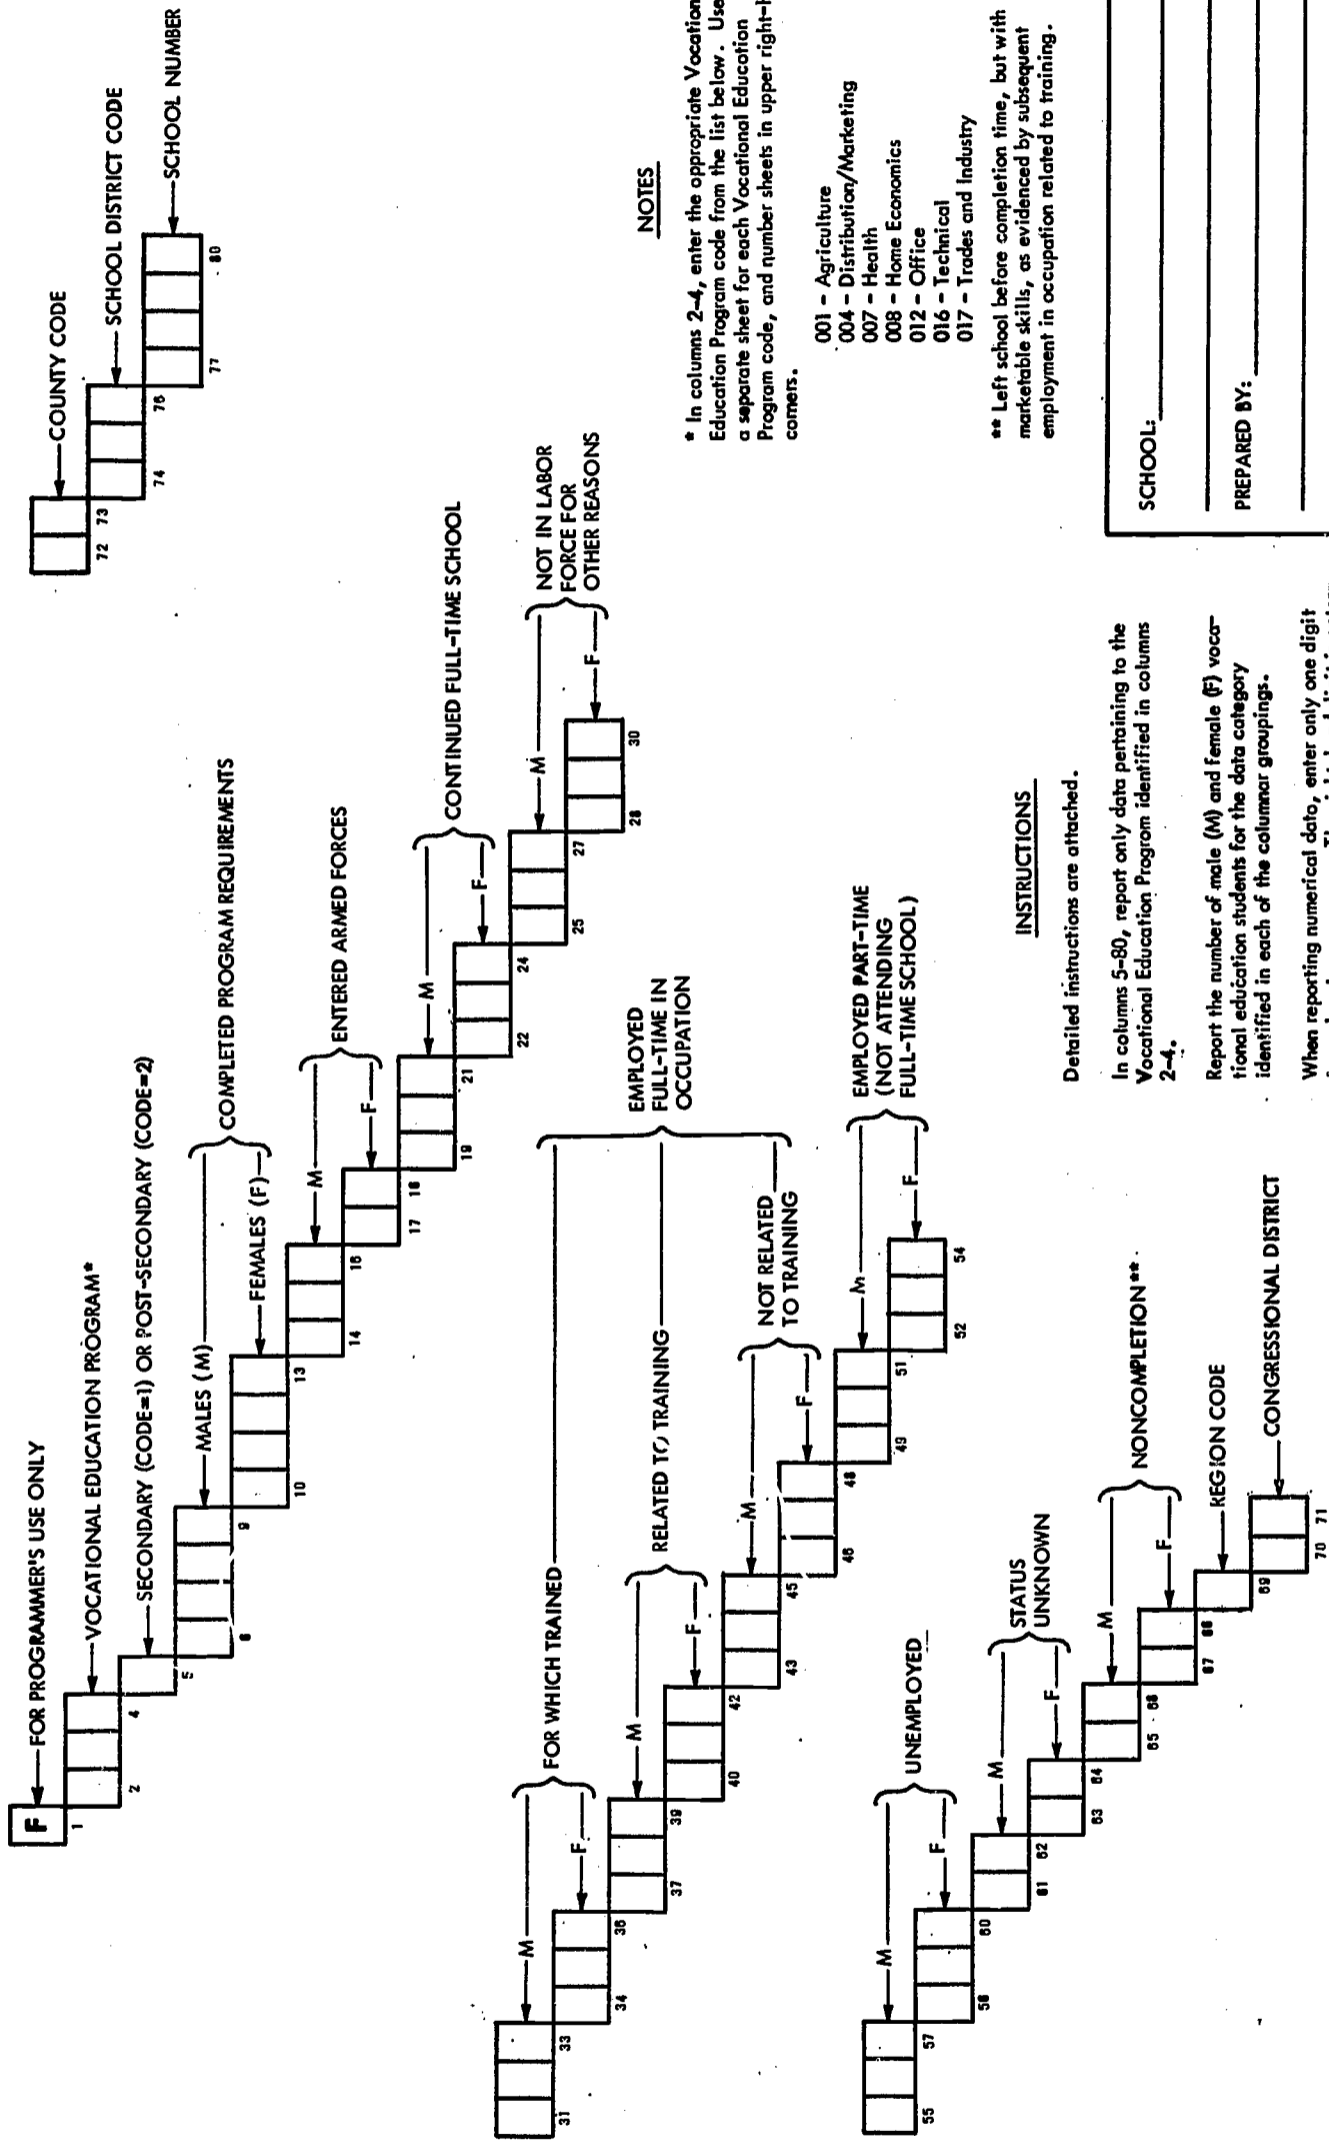 F
FOR PROGRAMMER'S USE ONLY
1
VOCATIONAL EDUCATION PROGRAM*
2 4
SECONDARY (CODE=1) OR POST-SECONDARY (CODE=2)
5
MALES (M)
6 9
COMPLETED PROGRAM REQUIREMENTS
FEMALES (F)
10 13
M
14 16
ENTERED ARMED FORCES
F
17 18
M
19 21
CONTINUED FULL-TIME SCHOOL
F
22 24
M
25 27
NOT IN LABOR
FORCE FOR
OTHER REASONS
F
28 30
COUNTY CODE
72 73
SCHOOL DISTRICT CODE
74 76
SCHOOL NUMBER
77 80
FOR WHICH TRAINED
M
31 33
F
34 36
RELATED TO TRAINING
M
37 39
F
40 42
NOT RELATED
TO TRAINING
M
43 45
F
46 48
EMPLOYED
FULL-TIME IN
OCCUPATION
M
49 51
F
52 54
EMPLOYED PART-TIME
(NOT ATTENDING
FULL-TIME SCHOOL)
UNEMPLOYED
M
55 57
F
58 60
STATUS
UNKNOWN
M
61 62
F
63 64
NONCOMPLETION**
M
65 66
F
67 68
REGION CODE
69
CONGRESSIONAL DISTRICT
70 71
NOTES
* In columns 2-4, enter the appropriate Vocation
Education Program code from the list below. Use
a separate sheet for each Vocational Education
Program code, and number sheets in upper right-
corners.
001 - Agriculture
004 - Distribution/Marketing
007 - Health
008 - Home Economics
012 - Office
016 - Technical
017 - Trades and Industry
** Left school before completion time, but with
marketable skills, as evidenced by subsequent
employment in occupation related to training.
INSTRUCTIONS
Detailed instructions are attached.
In columns 5-80, report only data pertaining to the
Vocational Education Program identified in columns
2-4.
Report the number of male (M) and female (F) voca-
tional education students for the data category
identified in each of the columnar groupings.
When reporting numerical data, enter only one digit
SCHOOL:
PREPARED BY: